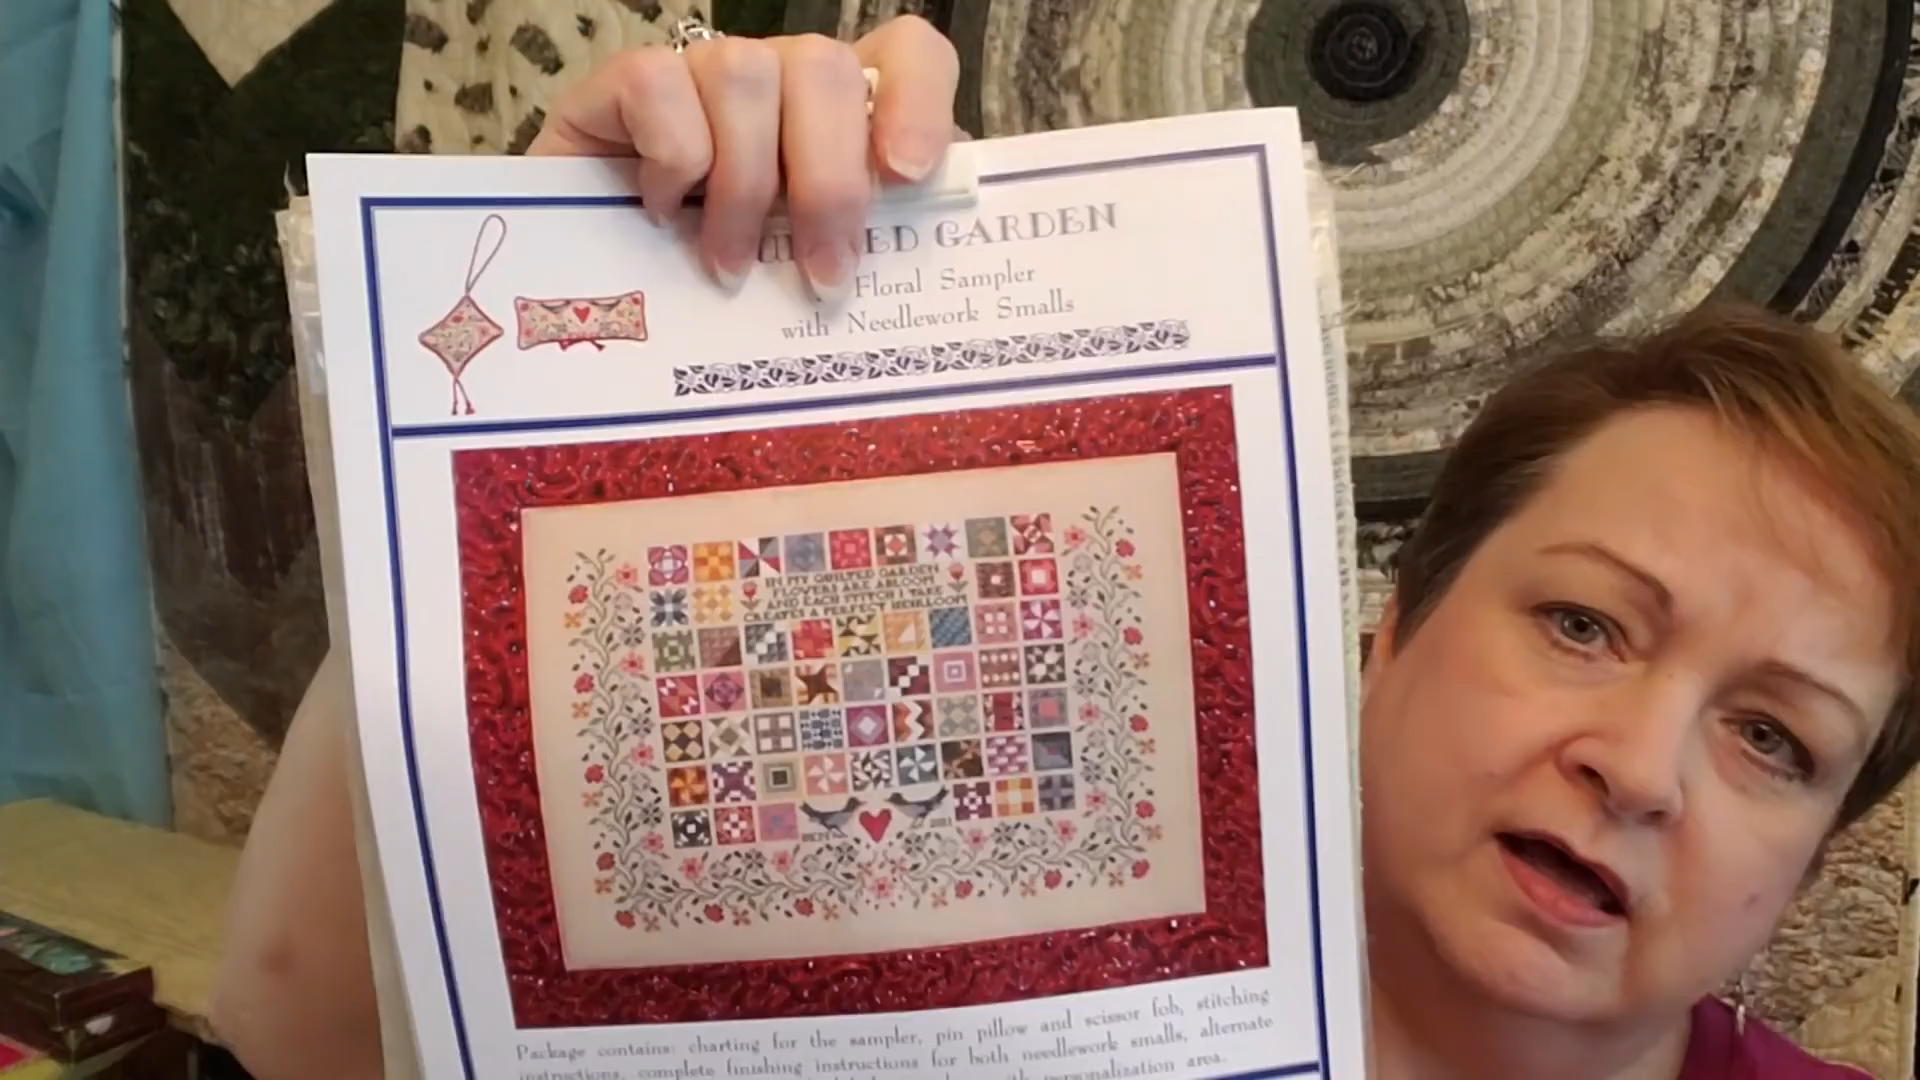 ED GARDEN
Floral Sampler
with Needlework Smalls
IN MY QUILTED GARDEN
FLOWERS ARE ABLOOM
AND EACH STITCH I TAKE
CREATES A PERFECT HEIRLOOM
Package contains: charting for the sampler, pin pillow and scissor fob, stitching
instructions, complete finishing instructions for both needlework smalls, alternate
personalization area.